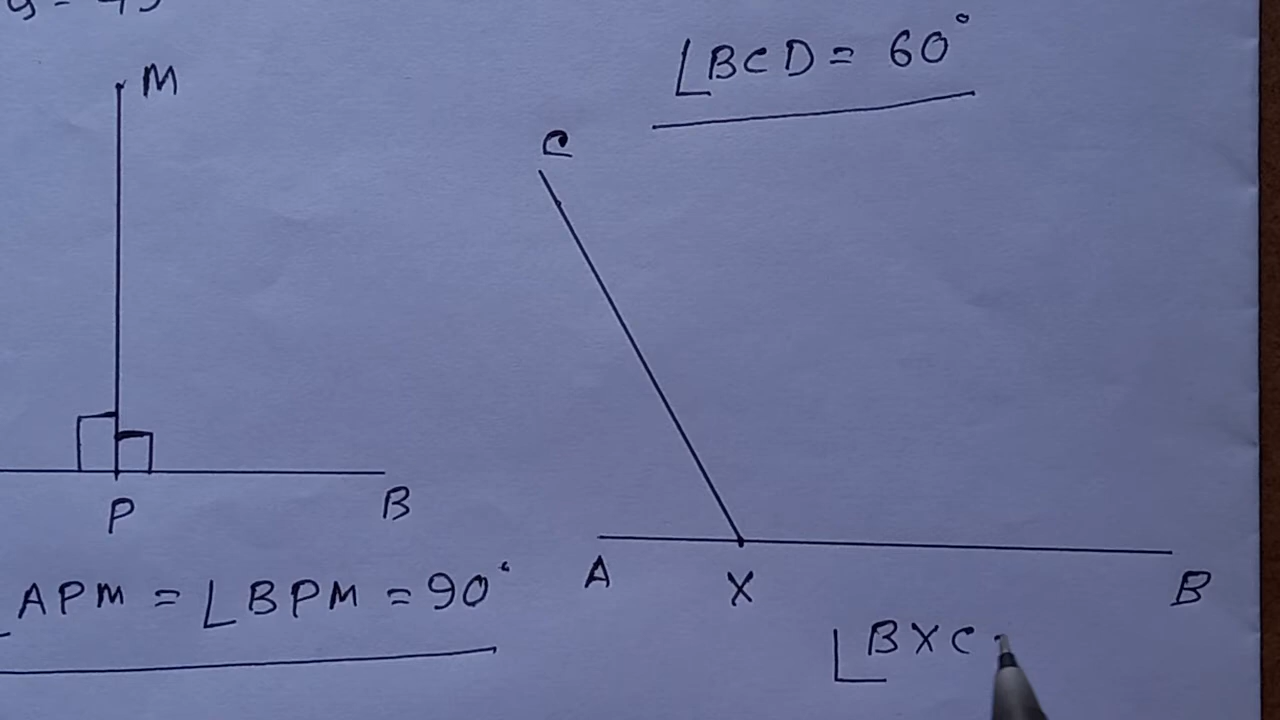 M
∠BCD = 60°
C
P
B
A
X
B
∠APM = ∠BPM = 90°
∠BXC